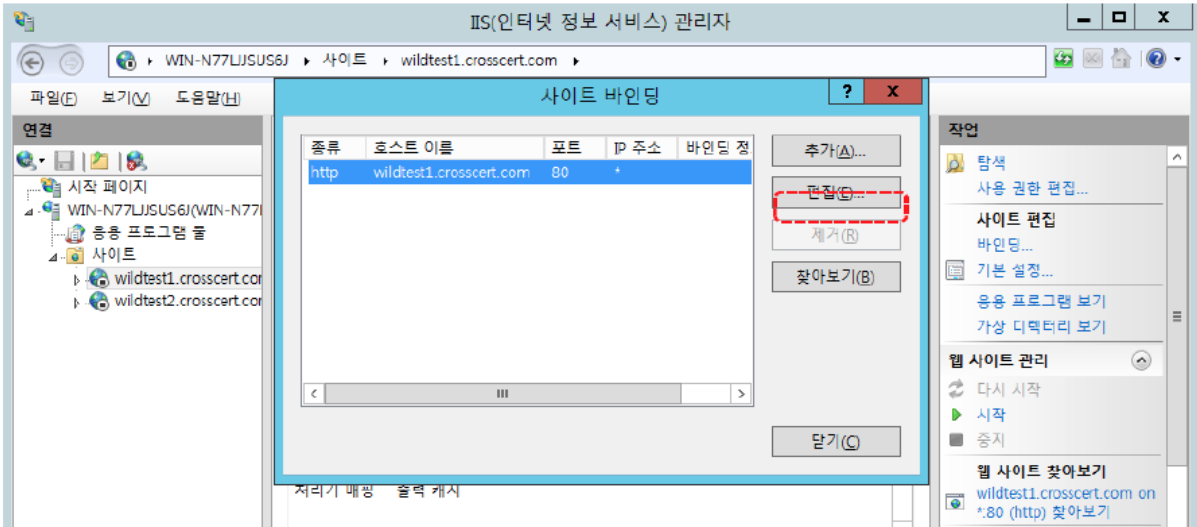 IIS(인터넷 정보 서비스) 관리자
WIN-N77LJJSUS6J ▸ 사이트 ▸ wildtest1.crosscert.com ▸
파일(F) 보기(V) 도움말(H)
연결
시작 페이지
WIN-N77LJJSUS6J(WIN-N77
응용 프로그램 풀
사이트
wildtest1.crosscert.cor
wildtest2.crosscert.cor
사이트 바인딩
종류 호스트 이름 포트 IP 주소 바인딩 정
http wildtest1.crosscert.com 80 *
추가(A)...
편집(E)...
제거(R)
찾아보기(B)
닫기(C)
처리기 매핑 출력 캐시
작업
탐색
사용 권한 편집...
사이트 편집
바인딩...
기본 설정...
응용 프로그램 보기
가상 디렉터리 보기
웹 사이트 관리
다시 시작
시작
중지
웹 사이트 찾아보기
wildtest1.crosscert.com on
*:80 (http) 찾아보기